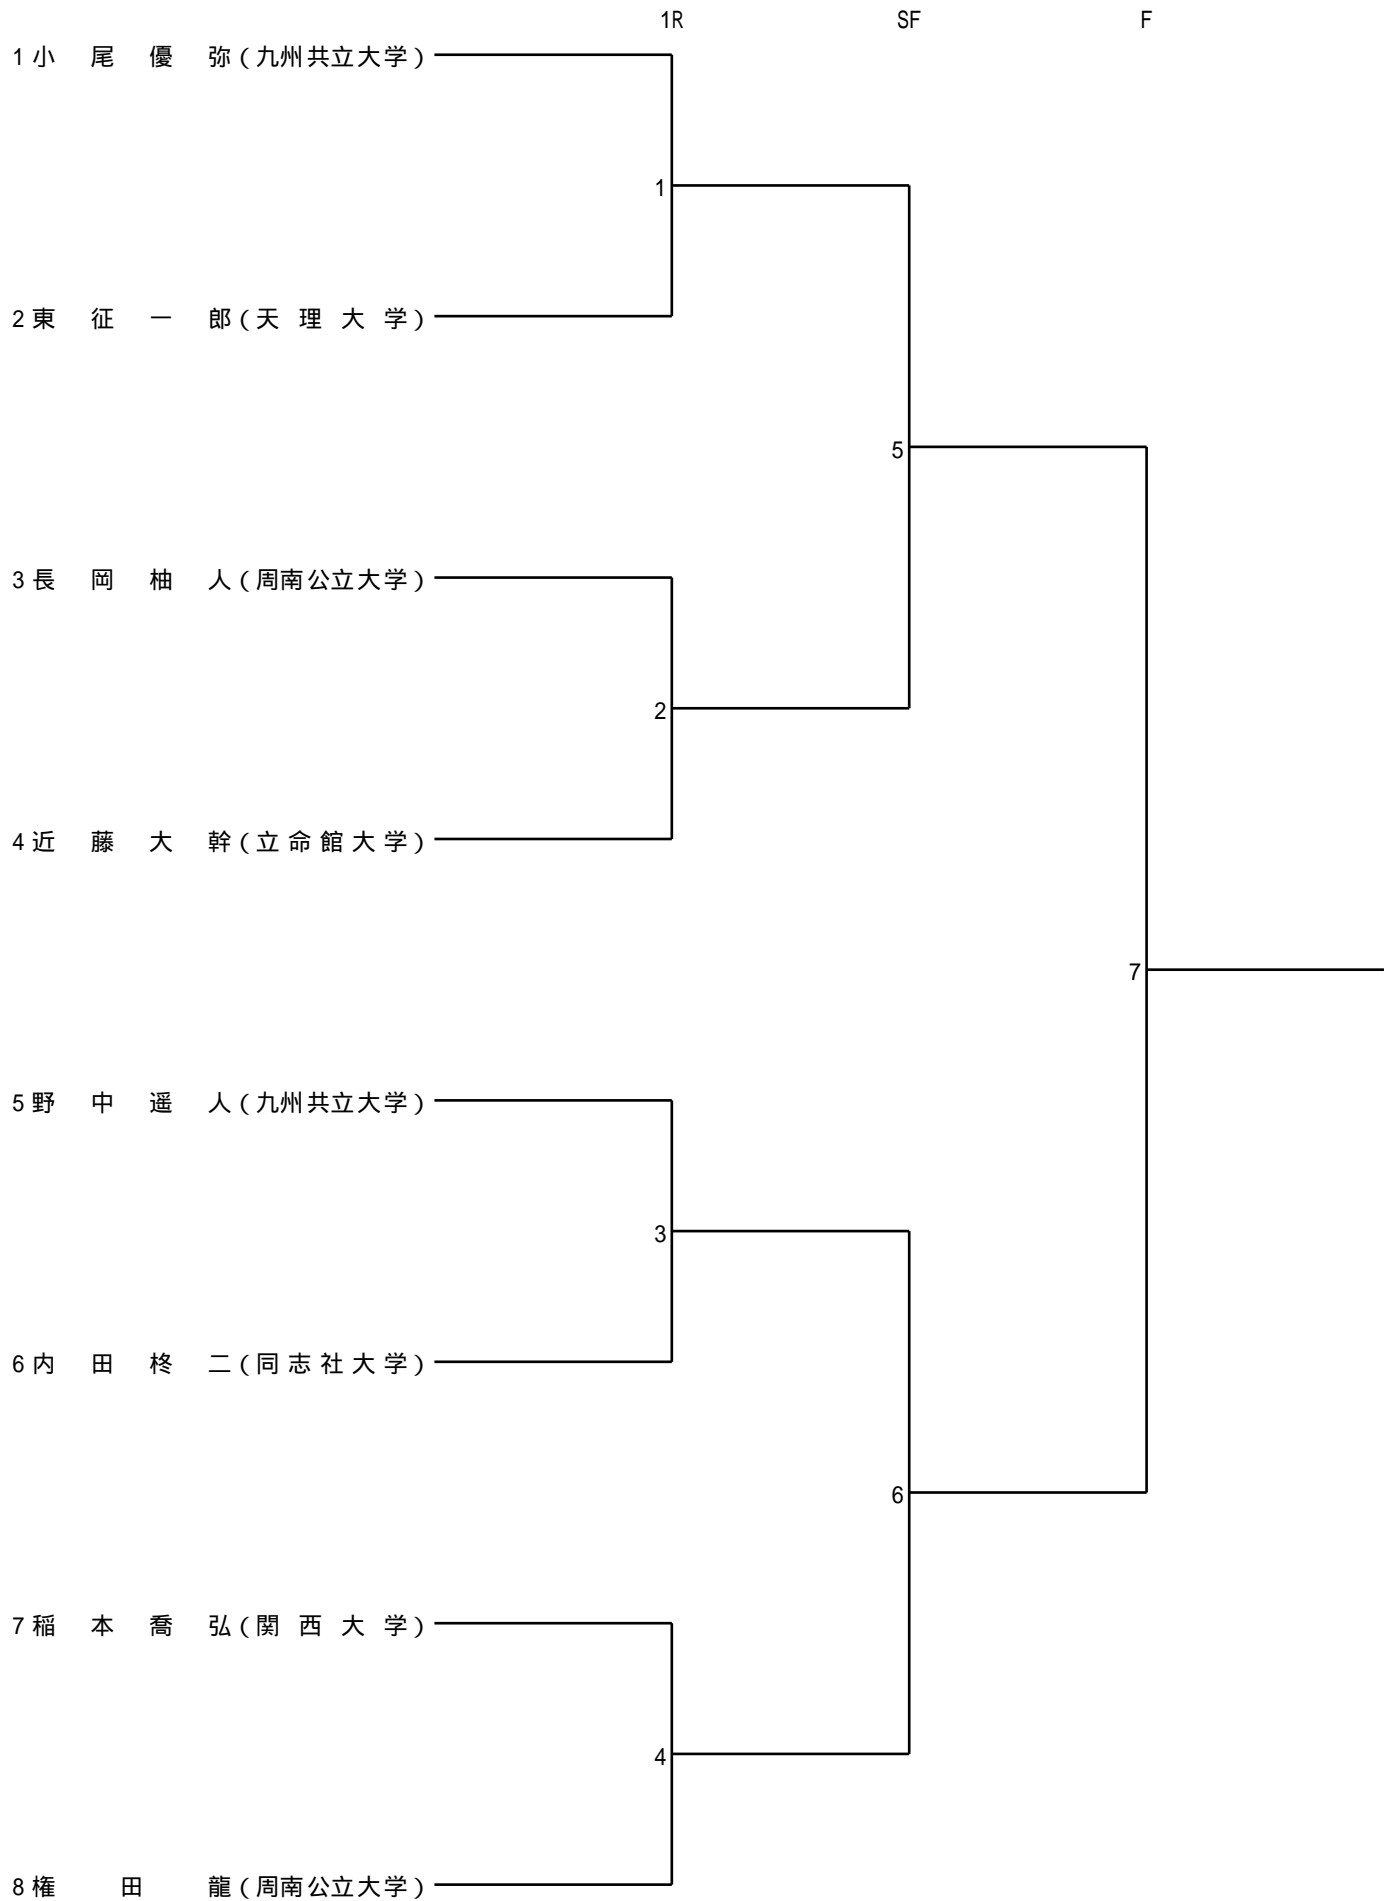 1R SF F
1 小尾優弥 (九州共立大学)
1
2 東征一郎 (天理大学)
5
3 長岡柚人 (周南公立大学)
2
4 近藤大幹 (立命館大学)
7
5 野中遥人 (九州共立大学)
3
6 内田柊二 (同志社大学)
6
7 稲本喬弘 (関西大学)
4
8 権田龍 (周南公立大学)